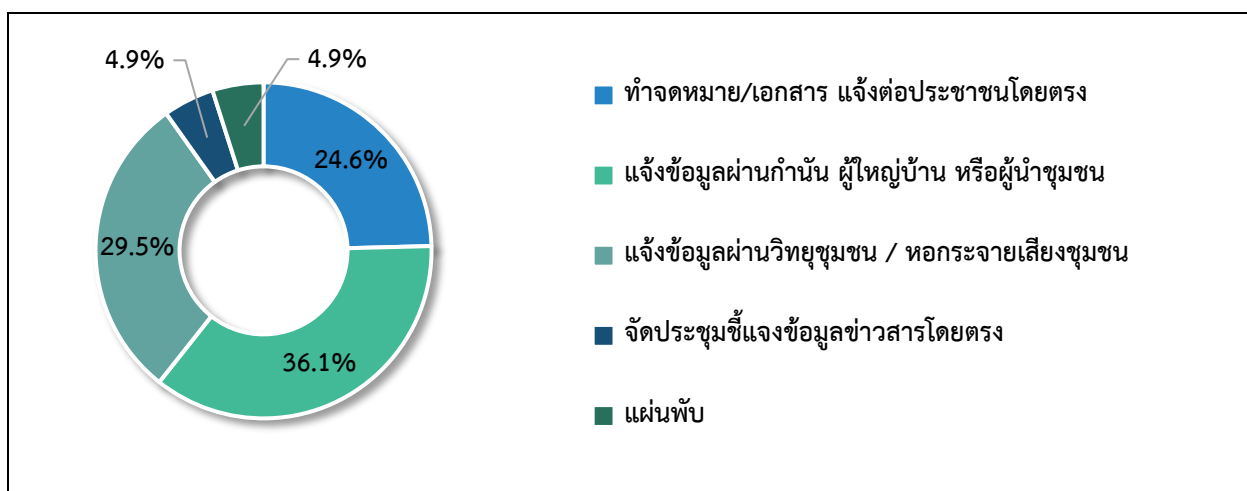 4.9%
4.9%
24.6%
29.5%
36.1%
ทำจดหมาย/เอกสาร แจ้งต่อประชาชนโดยตรง
แจ้งข้อมูลผ่านกำนัน ผู้ใหญ่บ้าน หรือผู้นำชุมชน
แจ้งข้อมูลผ่านวิทยุชุมชน / หอกระจายเสียงชุมชน
จัดประชุมชี้แจงข้อมูลข่าวสารโดยตรง
แผ่นพับ